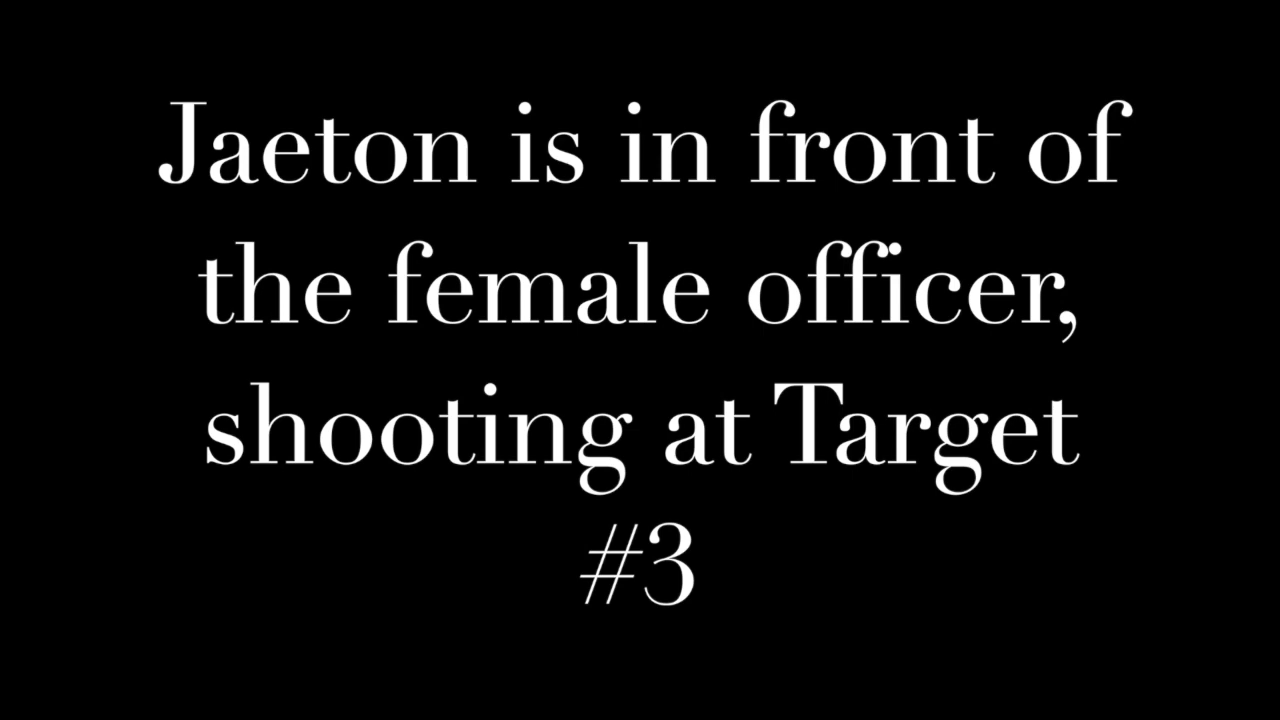 Jaeton is in front of
the female officer,
shooting at Target
#3